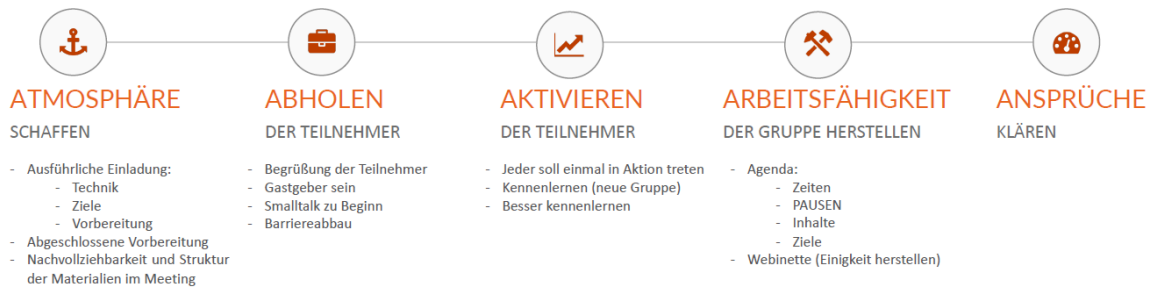 ATMOSPHÄRE
SCHAFFEN
- Ausführliche Einladung:
- Technik
- Ziele
- Vorbereitung
- Abgeschlossene Vorbereitung
- Nachvollziehbarkeit und Struktur
der Materialien im Meeting
ABHOLEN
DER TEILNEHMER
- Begrüßung der Teilnehmer
- Gastgeber sein
- Smalltalk zu Beginn
- Barriereabbau
AKTIVIEREN
DER TEILNEHMER
- Jeder soll einmal in Aktion treten
- Kennenlernen (neue Gruppe)
- Besser kennenlernen
ARBEITSFÄHIGKEIT
DER GRUPPE HERSTELLEN
- Agenda:
- Zeiten
- PAUSEN
- Inhalte
- Ziele
- Webinette (Einigkeit herstellen)
ANSPRÜCHE
KLÄREN